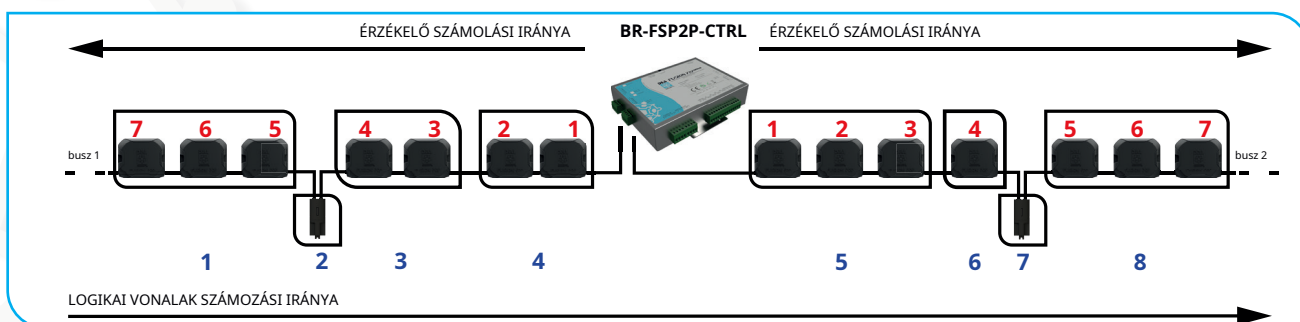 ÉRZÉKELŐ SZÁMOLÁSI IRÁNYA BR-FSP2P-CTRL ÉRZÉKELŐ SZÁMOLÁSI IRÁNYA
7 6 5 4 3 2 1 1 2 3 4 5 6 7
busz 1 busz 2
1 2 3 4 5 6 7 8
LOGIKAI VONALAK SZÁMOZÁSI IRÁNYA